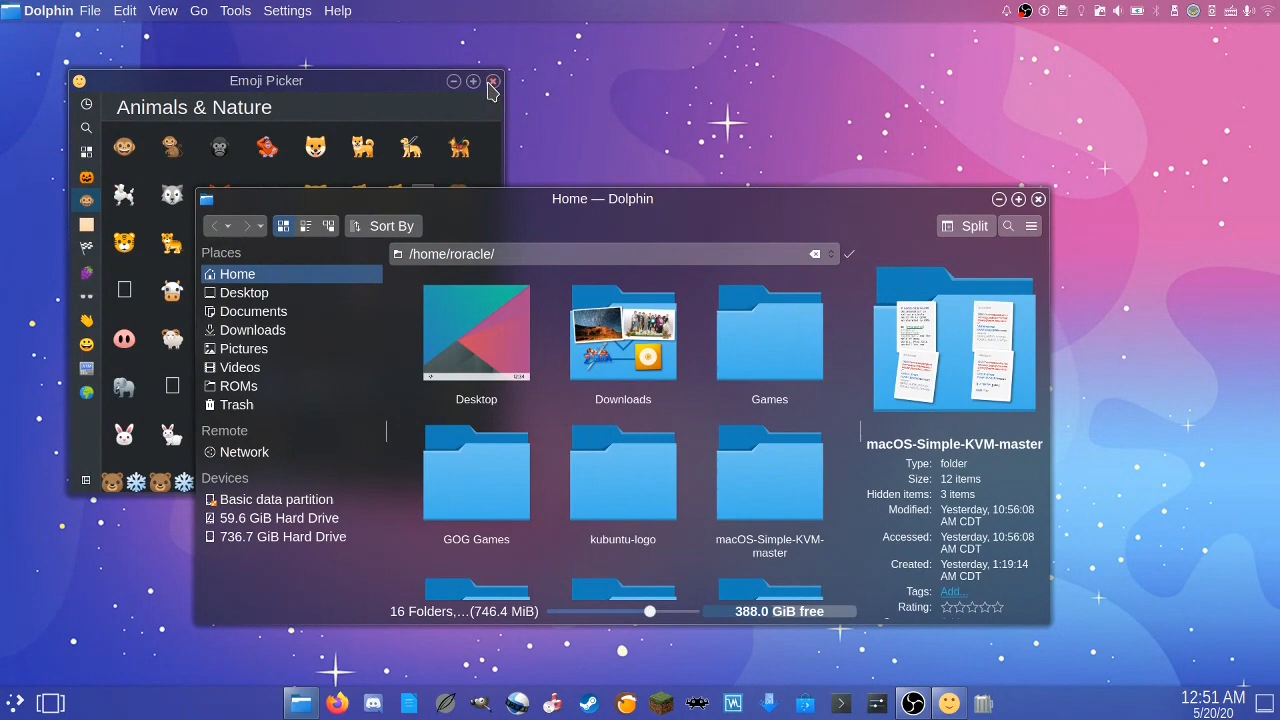 Dolphin File Edit View Go Tools Settings Help
Emoji Picker
Animals & Nature
Home — Dolphin
Sort By
Split
Places
/home/roracle/
Home
Desktop
Documents
Downloads
Pictures
Videos
ROMs
Trash
Remote
Network
Devices
Basic data partition
59.6 GiB Hard Drive
736.7 GiB Hard Drive
Desktop
Downloads
Games
GOG Games
kubuntu-logo
macOS-Simple-KVM-
master
16 Folders,...(746.4 MiB)
388.0 GiB free
macOS-Simple-KVM-master
Type: folder
Size: 12 items
Hidden items: 3 items
Modified: Yesterday, 10:56:08
AM CDT
Accessed: Yesterday, 10:56:08
AM CDT
Created: Yesterday, 1:19:14
AM CDT
Tags: Add...
Rating:
12:51 AM
5/20/20